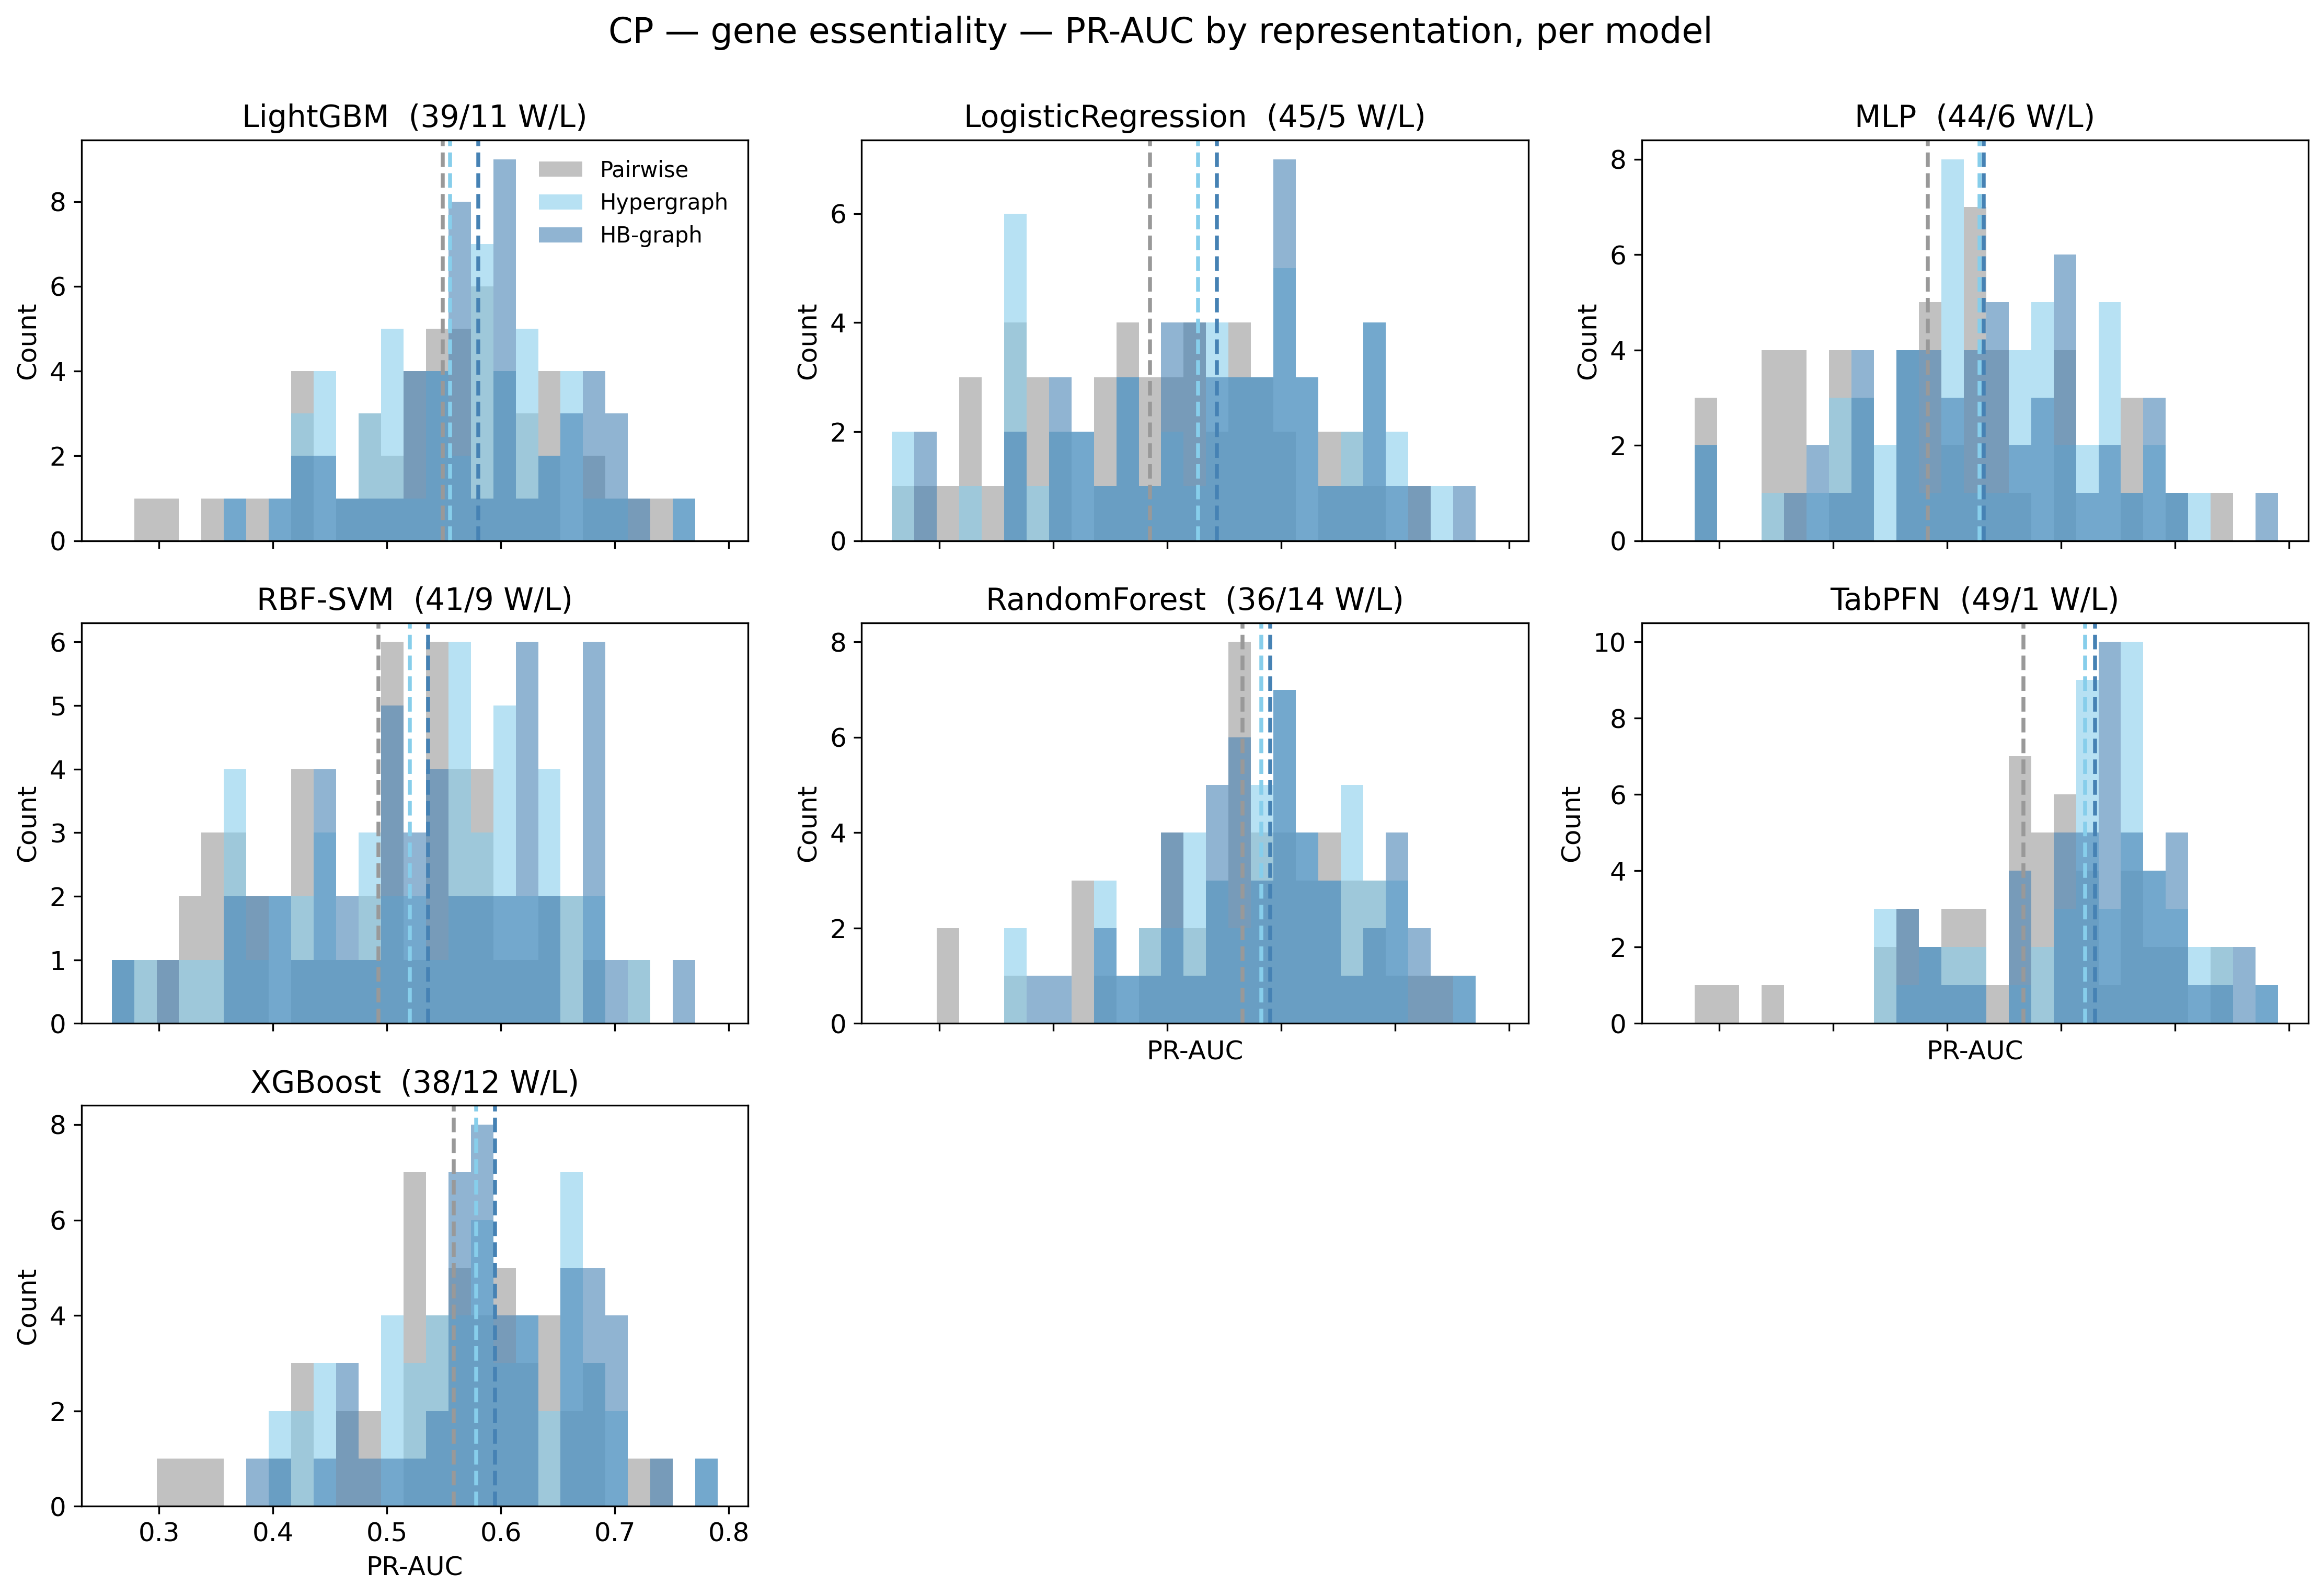 CP — gene essentiality — PR-AUC by representation, per model
LightGBM (39/11 W/L)
Count
8
6
4
2
0
Pairwise
Hypergraph
HB-graph
LogisticRegression (45/5 W/L)
Count
6
4
2
0
MLP (44/6 W/L)
Count
8
6
4
2
0
RBF-SVM (41/9 W/L)
Count
6
5
4
3
2
1
0
RandomForest (36/14 W/L)
Count
8
6
4
2
0
PR-AUC
TabPFN (49/1 W/L)
Count
10
8
6
4
2
0
PR-AUC
XGBoost (38/12 W/L)
Count
8
6
4
2
0
0.3 0.4 0.5 0.6 0.7 0.8
PR-AUC